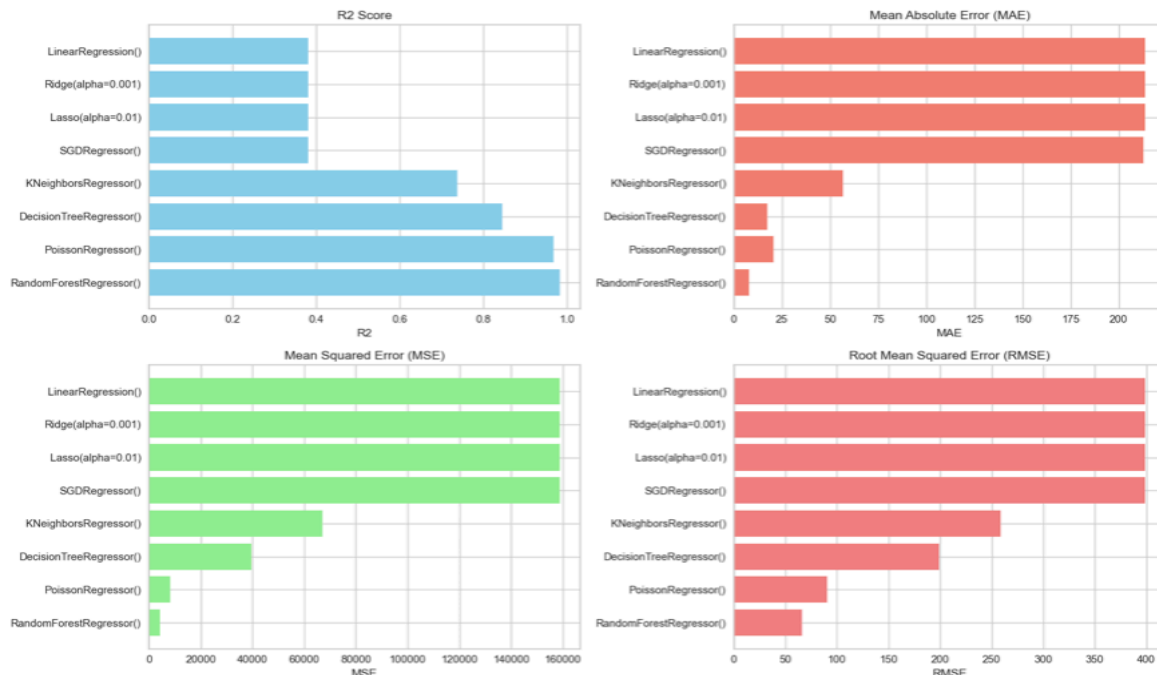 R2 Score
LinearRegression()
Ridge(alpha=0.001)
Lasso(alpha=0.01)
SGDRegressor()
KNeighborsRegressor()
DecisionTreeRegressor()
PoissonRegressor()
RandomForestRegressor()
0.0 0.2 0.4 0.6 0.8 1.0
R2
Mean Absolute Error (MAE)
LinearRegression()
Ridge(alpha=0.001)
Lasso(alpha=0.01)
SGDRegressor()
KNeighborsRegressor()
DecisionTreeRegressor()
PoissonRegressor()
RandomForestRegressor()
0 25 50 75 100 125 150 175 200
MAE
Mean Squared Error (MSE)
LinearRegression()
Ridge(alpha=0.001)
Lasso(alpha=0.01)
SGDRegressor()
KNeighborsRegressor()
DecisionTreeRegressor()
PoissonRegressor()
RandomForestRegressor()
0 20000 40000 60000 80000 100000 120000 140000 160000
MSE
Root Mean Squared Error (RMSE)
LinearRegression()
Ridge(alpha=0.001)
Lasso(alpha=0.01)
SGDRegressor()
KNeighborsRegressor()
DecisionTreeRegressor()
PoissonRegressor()
RandomForestRegressor()
0 50 100 150 200 250 300 350 400
RMSE